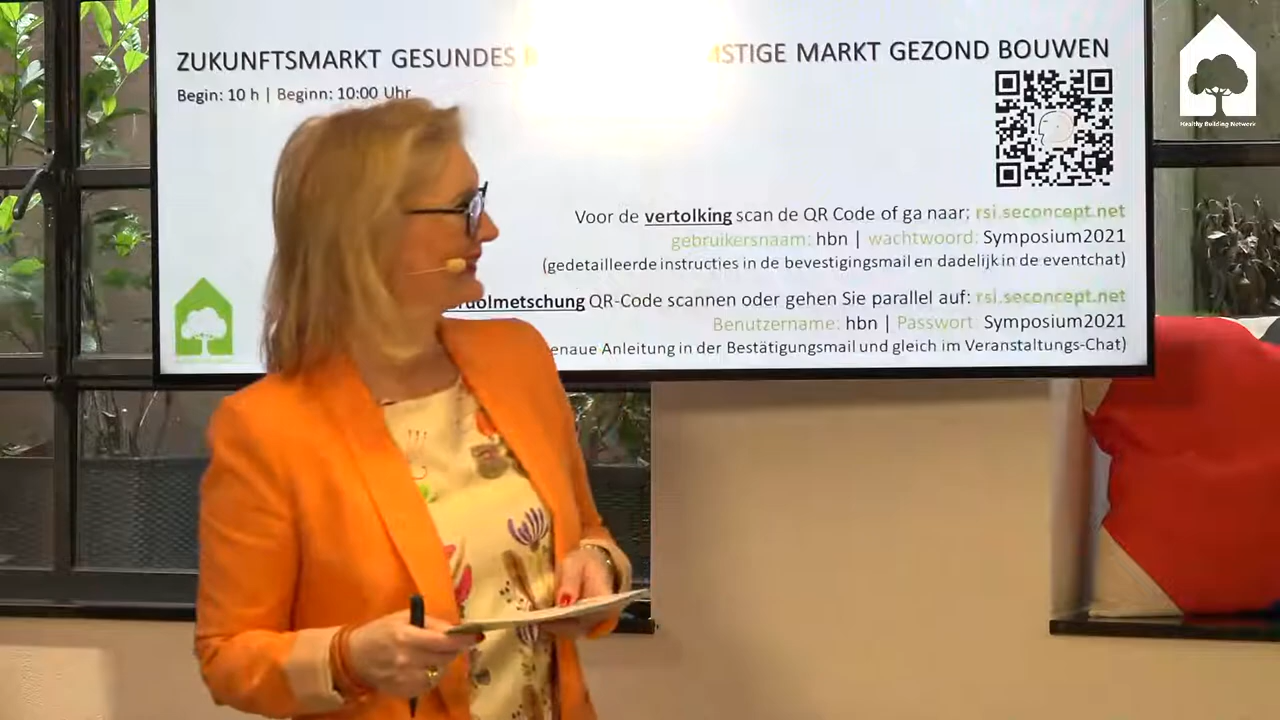 ZUKUNFTSMARKT GESUNDES MSTIGE MARKT GEZOND BOUWEN
Begin: 10 h | Beginn: 10:00 Uhr
Healthy Building Network
Voor de vertolking scan de QR Code of ga naar: rsi.seconcept.net
gebruikersnaam: hbn | wachtwoord: Symposium2021
(gedetailleerde instructies in de bevestigingsmail en dadelijk in de eventchat)
rdolmetschung QR-Code scannen oder gehen Sie parallel auf: rsi.seconcept.net
Benutzername: hbn | Passwort: Symposium2021
enaue Anleitung in der Bestätigungsmail und gleich im Veranstaltungs-Chat)